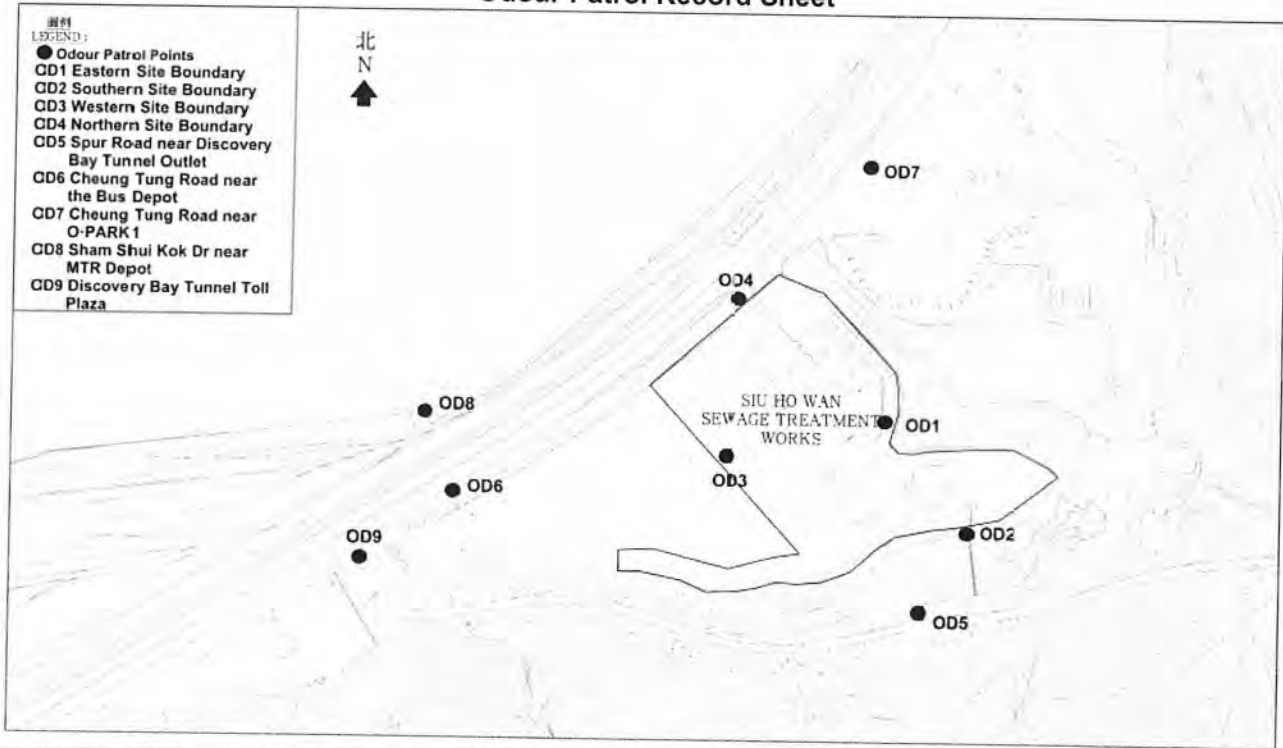 Odour Patrol Record Sheet
圖例
LEGEND :
Odour Patrol Points
OD1 Eastern Site Boundary
OD2 Southern Site Boundary
OD3 Western Site Boundary
OD4 Northern Site Boundary
OD5 Spur Road near Discovery
Bay Tunnel Outlet
OD6 Cheung Tung Road near
the Bus Depot
OD7 Cheung Tung Road near
O·PARK1
OD8 Sham Shui Kok Dr near
MTR Depot
OD9 Discovery Bay Tunnel Toll
Plaza
北
N
OD7
OD4
OD8
SIU HO WAN
SEWAGE TREATMENT
WORKS
OD1
OD3
OD6
OD9
OD2
OD5